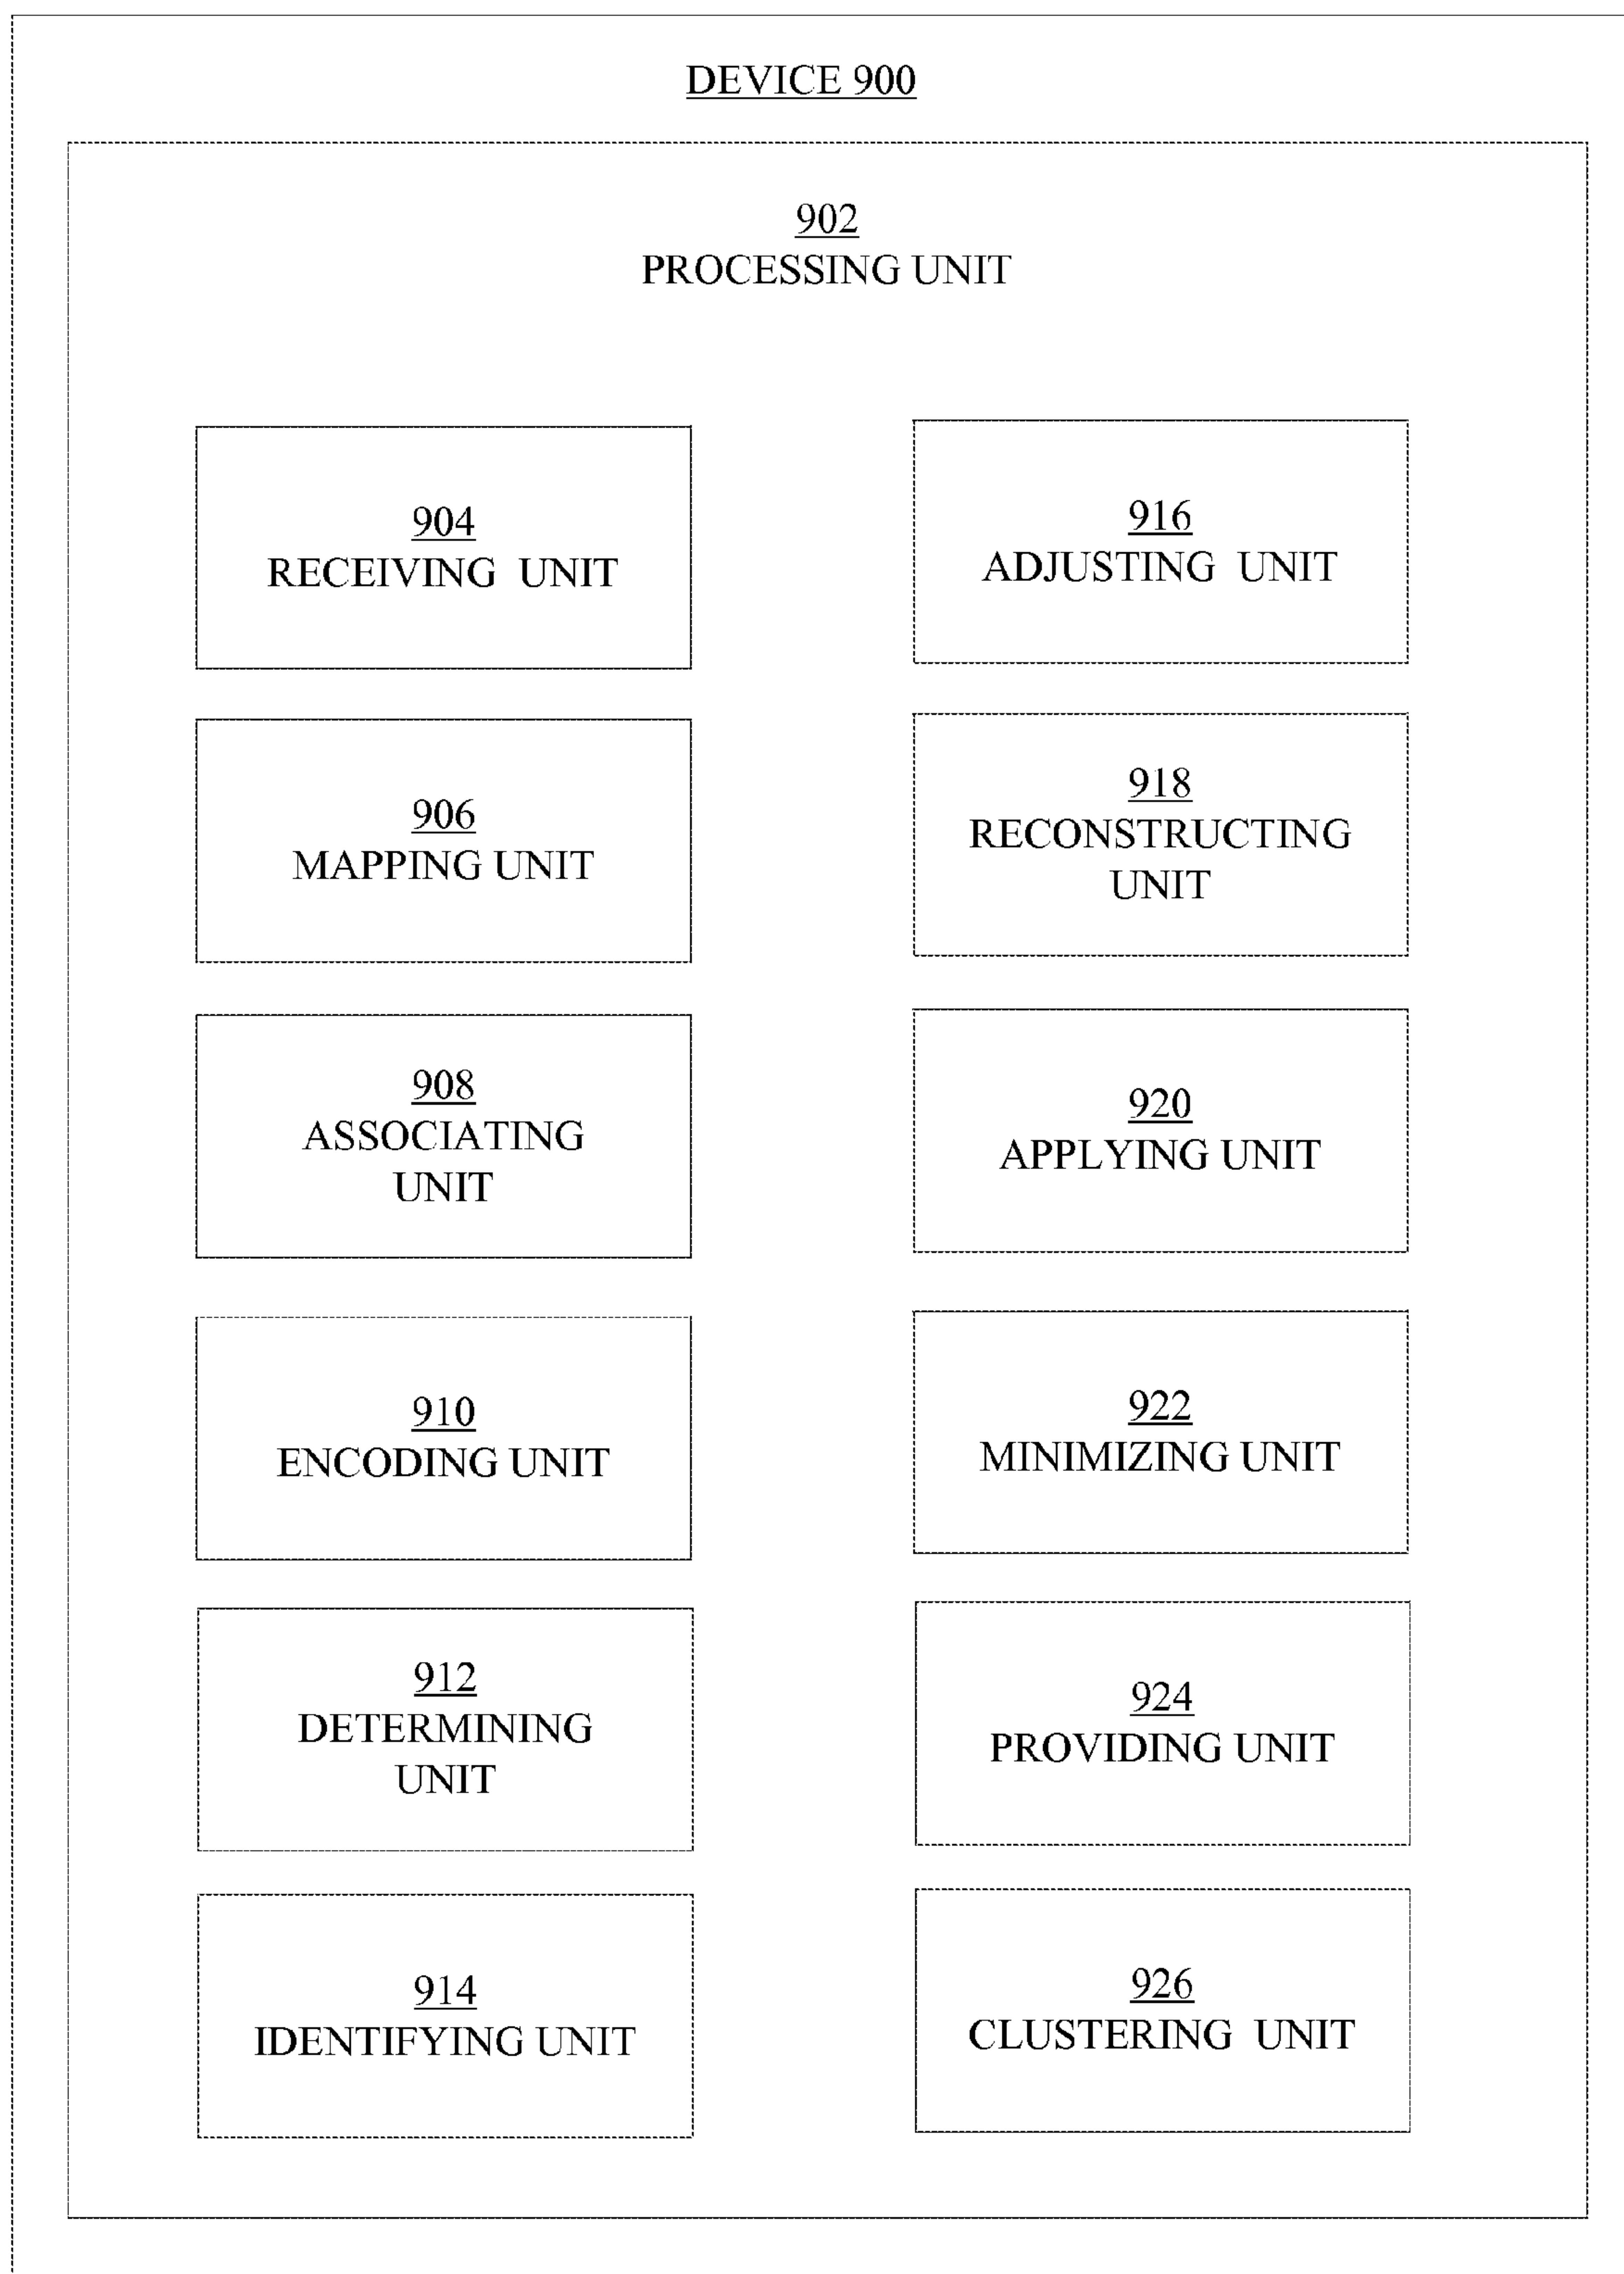 DEVICE 900
902
PROCESSING UNIT
904
RECEIVING UNIT
906
MAPPING UNIT
908
ASSOCIATING
UNIT
910
ENCODING UNIT
912
DETERMINING
UNIT
914
IDENTIFYING UNIT
916
ADJUSTING UNIT
918
RECONSTRUCTING
UNIT
920
APPLYING UNIT
922
MINIMIZING UNIT
924
PROVIDING UNIT
926
CLUSTERING UNIT